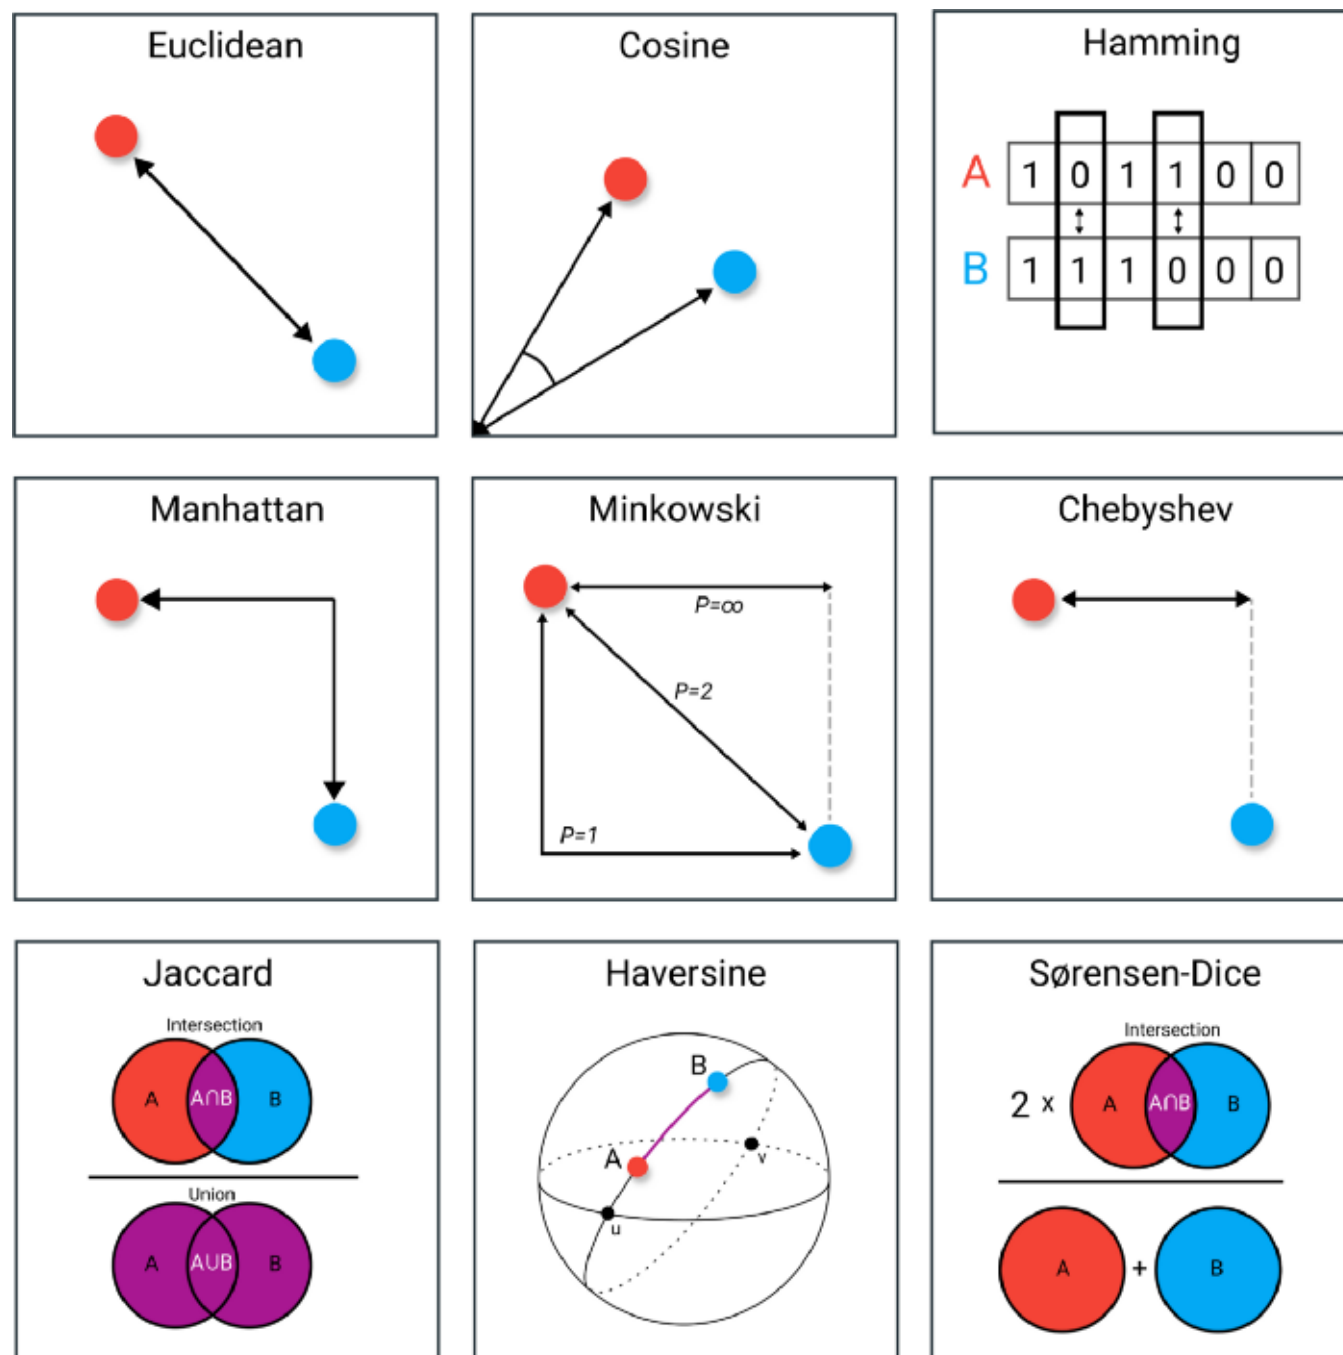 Euclidean
Cosine
Hamming
A 1 0 1 1 0 0
B 1 1 1 0 0 0
Manhattan
Minkowski
P=∞
P=2
P=1
Chebyshev
Jaccard
Intersection
A A∩B B
Union
A A∪B B
Haversine
B
A
v
u
Sørensen-Dice
Intersection
2 x A A∩B B
A + B